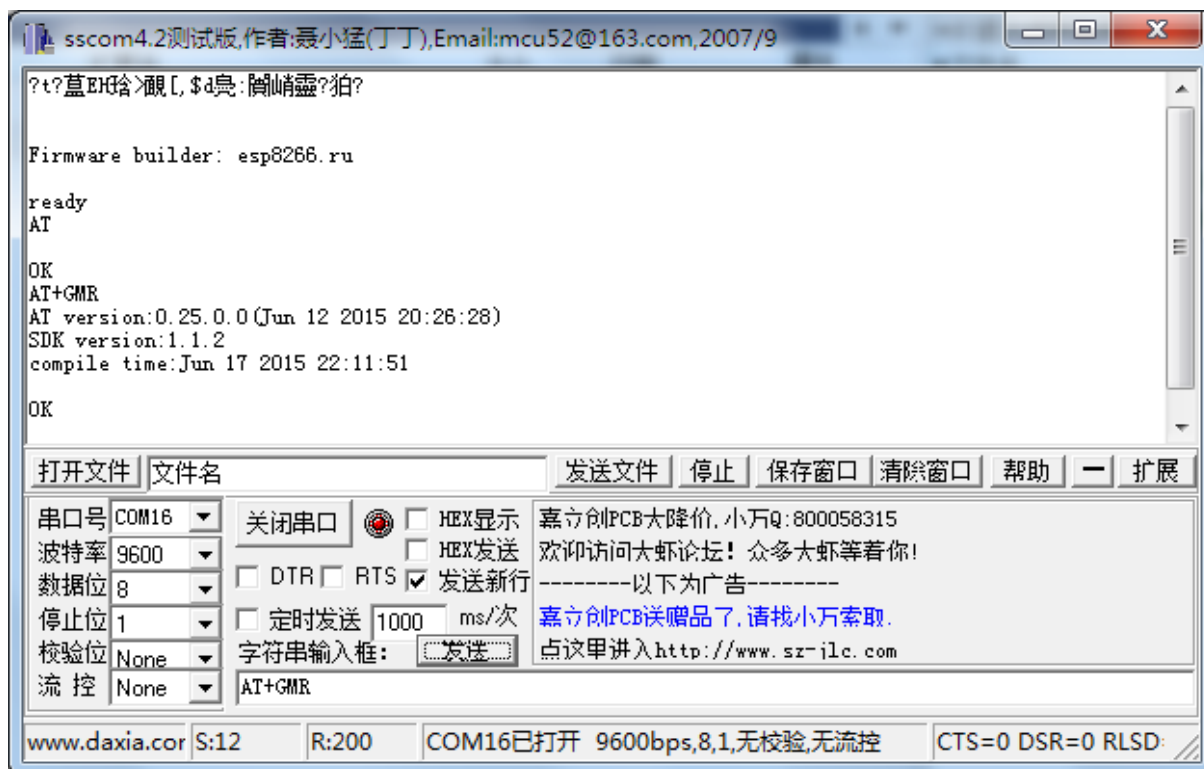 sscom4.2测试版,作者:聂小猛(丁丁),Email:mcu52@163.com,2007/9
Firmware builder: esp8266.ru
ready
AT
OK
AT+GMR
AT version:0.25.0.0(Jun 12 2015 20:26:28)
SDK version:1.1.2
compile time:Jun 17 2015 22:11:51
OK
打开文件 文件名 发送文件 停止 保存窗口 清除窗口 帮助 一 扩展
串口号 COM16 关闭串口 HEX显示 嘉立创PCB大降价,小万Q:800058315
波特率 9600 HEX发送 欢迎访问大虾论坛! 众多大虾等着你!
数据位 8 DTR RTS 发送新行 --------以下为广告--------
停止位 1 定时发送 1000 ms/次 嘉立创PCB送赠品了,请找小万索取.
校验位 None 字符串输入框: 发送 点这里进入http://www.sz-jlc.com
流 控 None AT+GMR
www.daxia.cor S:12 R:200 COM16已打开 9600bps,8,1,无校验,无流控 CTS=0 DSR=0 RLSD: